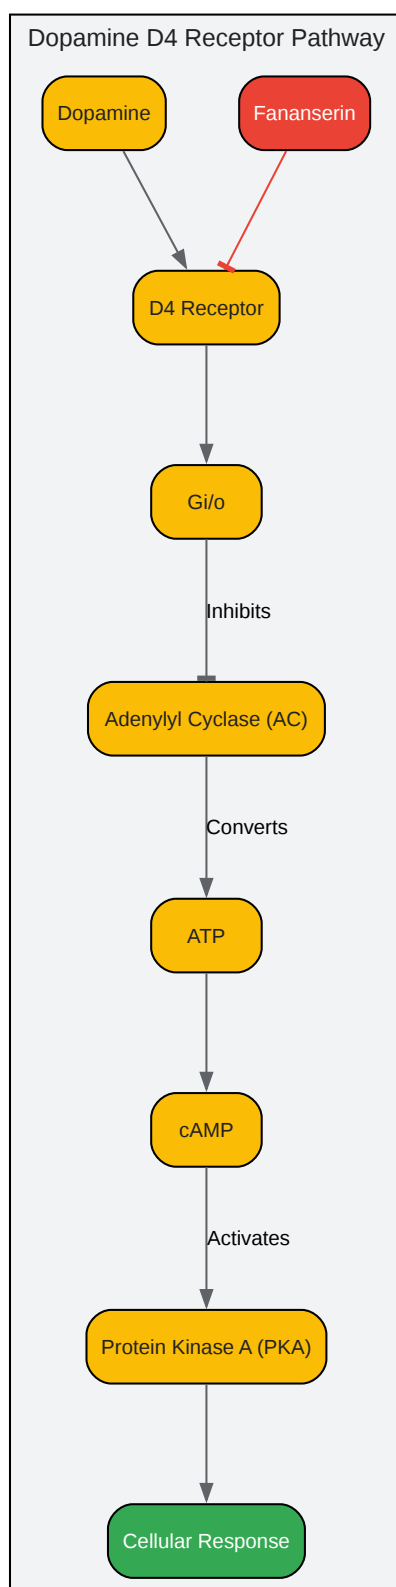 Dopamine D4 Receptor Pathway
Dopamine
Fananserin
D4 Receptor
Gi/o
Inhibits
Adenylyl Cyclase (AC)
Converts
ATP
cAMP
Activates
Protein Kinase A (PKA)
Cellular Response